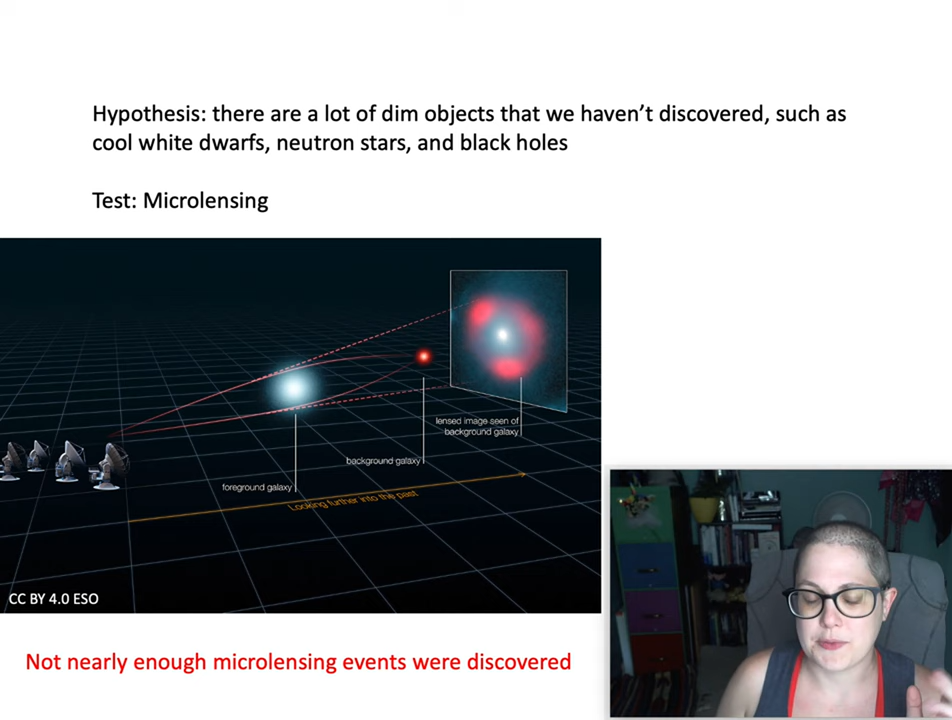 Hypothesis: there are a lot of dim objects that we haven’t discovered, such as
cool white dwarfs, neutron stars, and black holes
Test: Microlensing
lensed image seen of
background galaxy
background galaxy
foreground galaxy
Looking further into the past
CC BY 4.0 ESO
Not nearly enough microlensing events were discovered